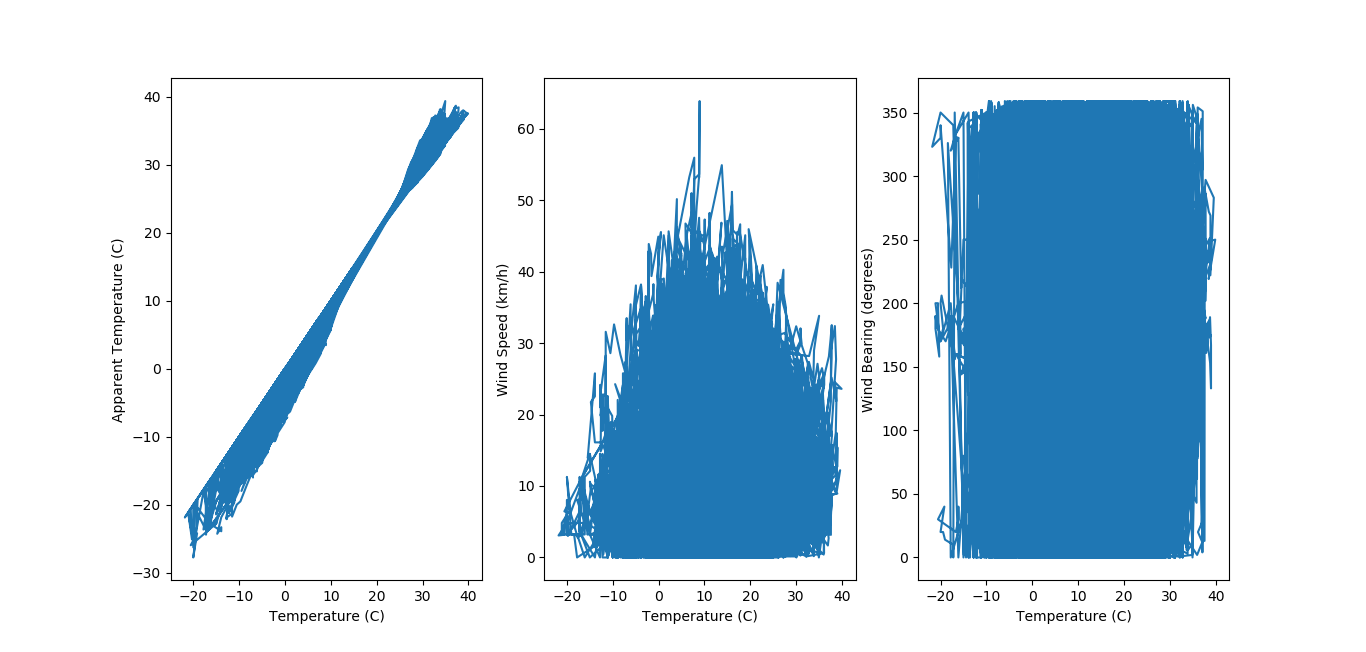 40
30
20
10
0
−10
−20
−30
Apparent Temperature (C)
−20 −10 0 10 20 30 40
Temperature (C)
60
50
40
30
20
10
0
Wind Speed (km/h)
−20 −10 0 10 20 30 40
Temperature (C)
350
300
250
200
150
100
50
0
Wind Bearing (degrees)
−20 −10 0 10 20 30 40
Temperature (C)